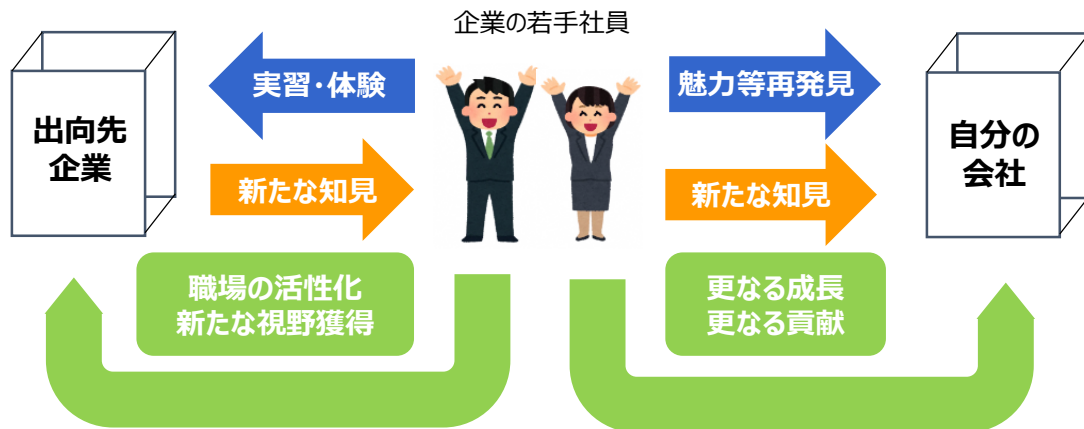 企業の若手社員
実習・体験
魅力等再発見
出向先
企業
自分の
会社
新たな知見
新たな知見
職場の活性化
新たな視野獲得
更なる成長
更なる貢献